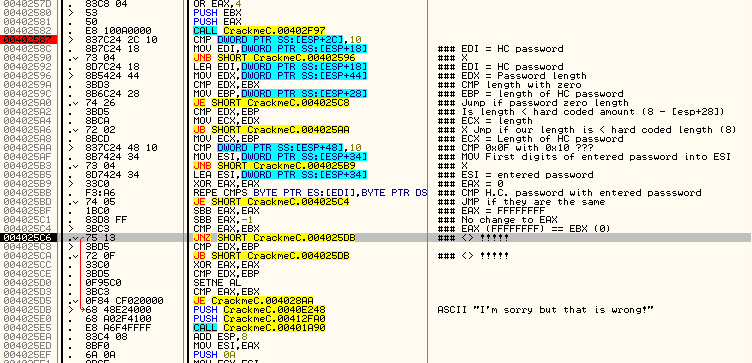 0040257D . 83C8 04 OR EAX,4
00402580 > 53 PUSH EBX
00402581 . 50 PUSH EAX
00402582 . E8 100A0000 CALL CrackmeC.00402F97
00402587 > 837C24 2C 10 CMP DWORD PTR SS:[ESP+2C],10
0040258C . 8B7C24 18 MOV EDI,DWORD PTR SS:[ESP+18] ### EDI = HC password
00402590 . 73 04 JNB SHORT CrackmeC.00402596 ### X
00402592 . 8D7C24 18 LEA EDI,DWORD PTR SS:[ESP+18] ### EDI = HC password
00402596 > 8B5424 44 MOV EDX,DWORD PTR SS:[ESP+44] ### EDX = Password length
0040259A . 3BD3 CMP EDX,EBX ### CMP length with zero
0040259C . 8B6C24 28 MOV EBP,DWORD PTR SS:[ESP+28] ### EBP = length of HC password
004025A0 . 74 26 JE SHORT CrackmeC.004025C8 ### Jump if password zero length
004025A2 . 3BD5 CMP EDX,EBP ### Is length < hard coded amount (8 - [esp+28])
004025A4 . 8BCA MOV ECX,EDX ### ECX = length
004025A6 . 72 02 JB SHORT CrackmeC.004025AA ### X Jmp if our length is < hard coded length (8)
004025A8 . 8BCD MOV ECX,EBP ### ECX = Length of HC password
004025AA > 837C24 48 10 CMP DWORD PTR SS:[ESP+48],10 ### CMP 0x0F with 0x10 ???
004025AF . 8B7424 34 MOV ESI,DWORD PTR SS:[ESP+34] ### MOV First digits of entered password into ESI
004025B3 . 73 04 JNB SHORT CrackmeC.004025B9 ### X
004025B5 . 8D7424 34 LEA ESI,DWORD PTR SS:[ESP+34] ### ESI = entered password
004025B9 > 33C0 XOR EAX,EAX ### EAX = 0
004025BB . F3:A6 REPE CMPS BYTE PTR ES:[EDI],BYTE PTR DS ### CMP H.C. password with entered passsword
004025BD . 74 05 JE SHORT CrackmeC.004025C4 ### JMP if they are the same
004025BF . 1BC0 SBB EAX,EAX ### EAX = FFFFFFFF
004025C1 . 83D8 FF SBB EAX,-1 ### No change to EAX
004025C4 > 3BC3 CMP EAX,EBX ### EAX (FFFFFFFF) == EBX (0)
004025C6 . 75 13 JNZ SHORT CrackmeC.004025DB ### <> !!!!!
004025C8 > 3BD5 CMP EDX,EBP
004025CA . 72 0F JB SHORT CrackmeC.004025DB ### <> !!!!!
004025CC . 33C0 XOR EAX,EAX
004025CE . 3BD5 CMP EDX,EBP
004025D0 . 0F95C0 SETNE AL
004025D3 . 3BC3 CMP EAX,EBX
004025D5 . 0F84 CF020000 JE CrackmeC.004028AA
004025DB > 68 48E24000 PUSH CrackmeC.0040E248 ASCII "I'm sorry but that is wrong!"
004025E0 . 68 A02F4100 PUSH CrackmeC.00412FA0
004025E5 . E8 A6F4FFFF CALL CrackmeC.00401A90
004025EA . 83C4 08 ADD ESP,8
004025ED . 8BF0 MOV ESI,EAX
004025EF . 6A 0A PUSH 0A